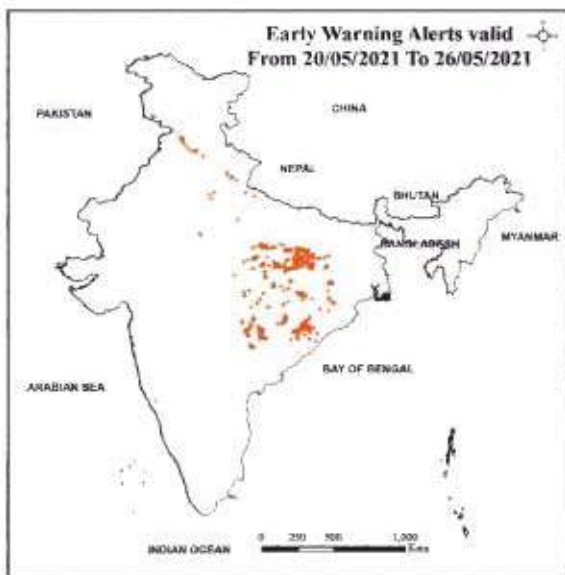 Early Warning Alerts valid
From 20/05/2021 To 26/05/2021
PAKISTAN
CHINA
NEPAL
BHUTAN
BANGLADESH
MYANMAR
ARABIAN SEA
BAY OF BENGAL
0 250 500 1,000
Kms
INDIAN OCEAN